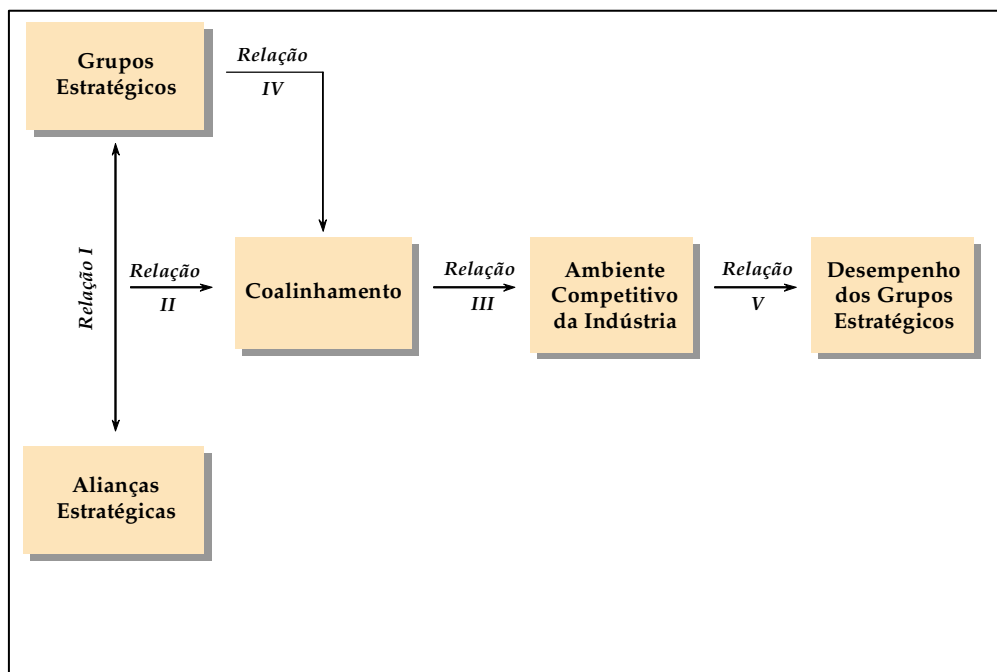 Grupos
Estratégicos
Relação
IV
Relação I
Relação
II
Coalinhamento
Relação
III
Ambiente
Competitivo
da Indústria
Relação
V
Desempenho
dos Grupos
Estratégicos
Alianças
Estratégicas